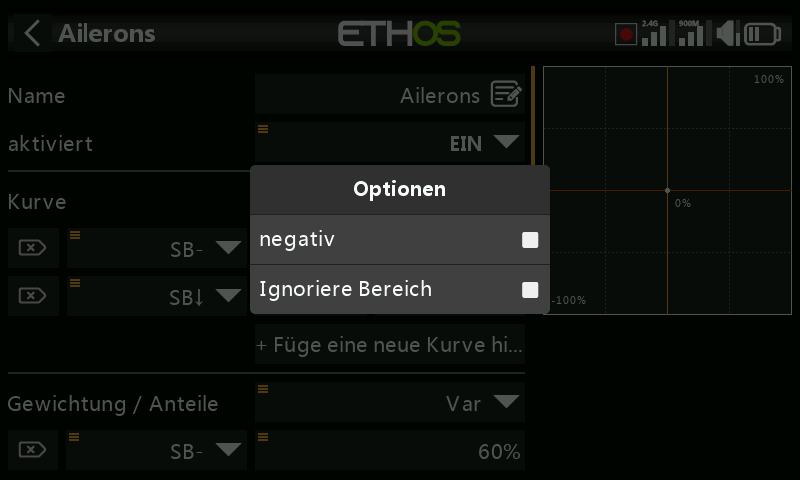 Ailerons
ETHOS
2.4G
900M
Name
Ailerons
100%
aktiviert
EIN
Optionen
Kurve
negativ
0%
SB-
Ignoriere Bereich
SB↓
-100%
+ Füge eine neue Kurve hi...
Gewichtung / Anteile
Var
SB-
60%